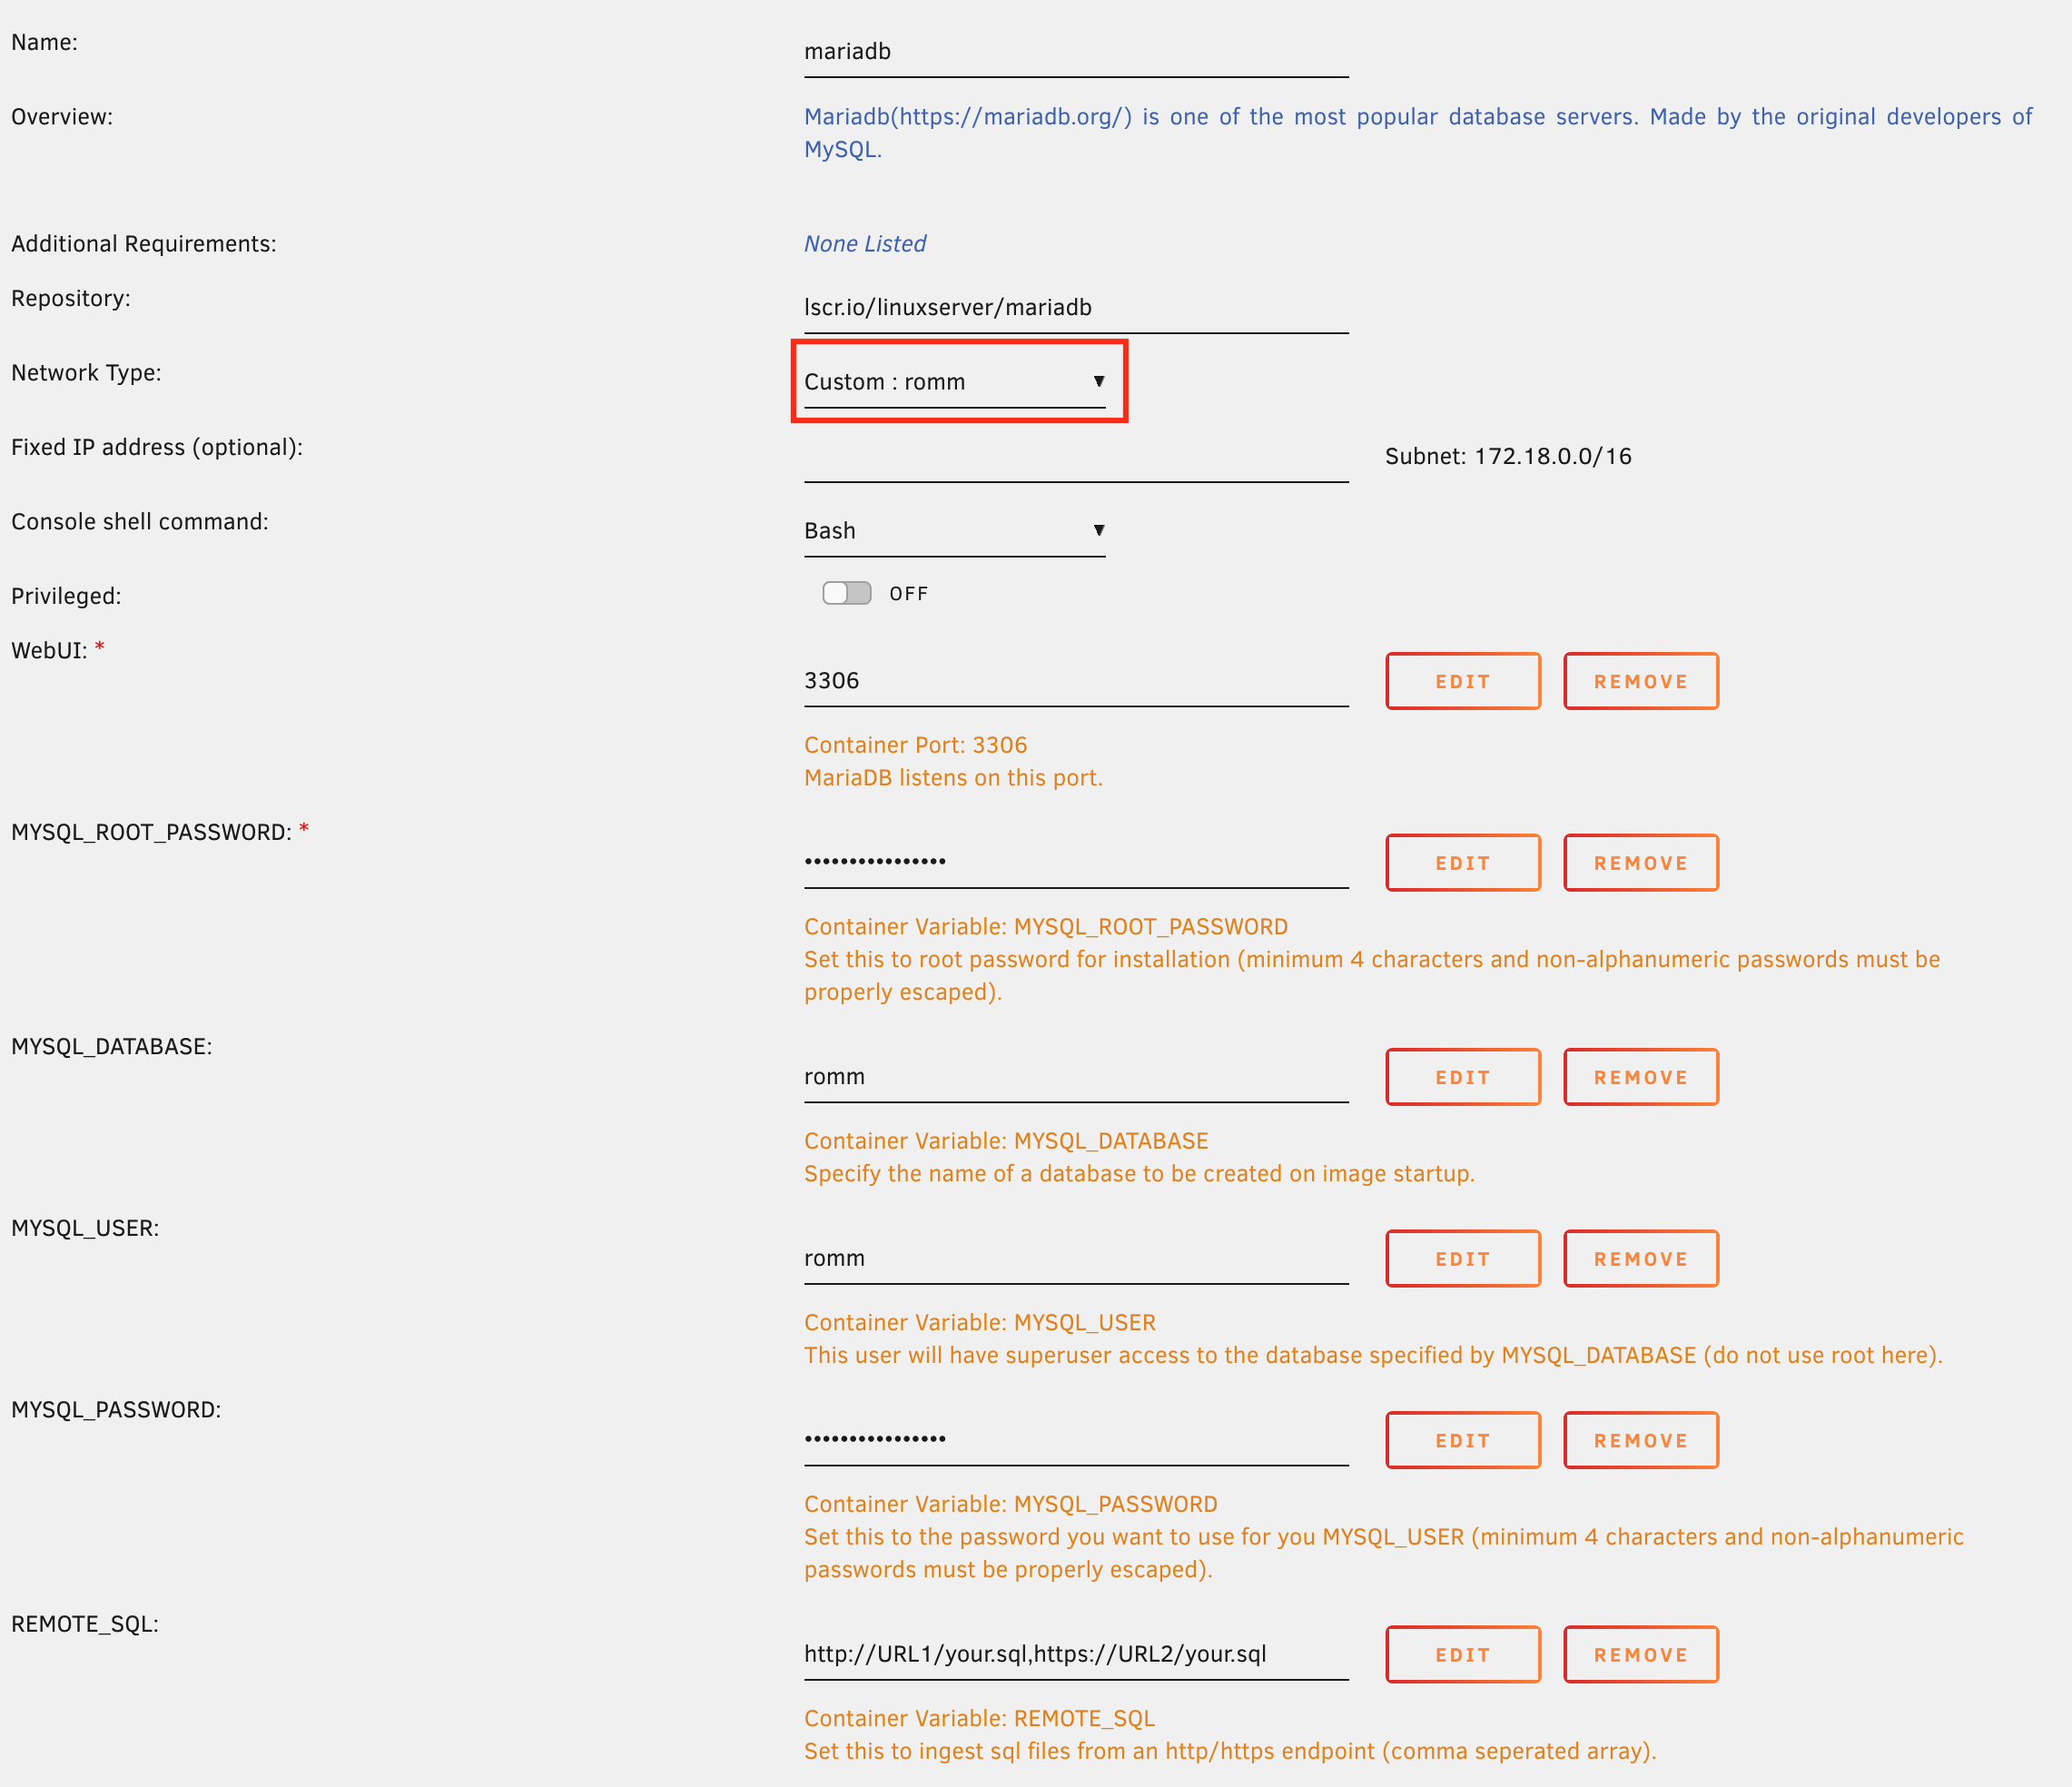 Name:
mariadb
Overview:
Mariadb(https://mariadb.org/) is one of the most popular database servers. Made by the original developers of
MySQL.
Additional Requirements:
None Listed
Repository:
lscr.io/linuxserver/mariadb
Network Type:
Custom : romm
Fixed IP address (optional):
Subnet: 172.18.0.0/16
Console shell command:
Bash
Privileged:
OFF
WebUI: *
3306
EDIT REMOVE
Container Port: 3306
MariaDB listens on this port.
MYSQL_ROOT_PASSWORD: *
••••••••••••••••
EDIT REMOVE
Container Variable: MYSQL_ROOT_PASSWORD
Set this to root password for installation (minimum 4 characters and non-alphanumeric passwords must be
properly escaped).
MYSQL_DATABASE:
romm
EDIT REMOVE
Container Variable: MYSQL_DATABASE
Specify the name of a database to be created on image startup.
MYSQL_USER:
romm
EDIT REMOVE
Container Variable: MYSQL_USER
This user will have superuser access to the database specified by MYSQL_DATABASE (do not use root here).
MYSQL_PASSWORD:
••••••••••••••••
EDIT REMOVE
Container Variable: MYSQL_PASSWORD
Set this to the password you want to use for you MYSQL_USER (minimum 4 characters and non-alphanumeric
passwords must be properly escaped).
REMOTE_SQL:
http://URL1/your.sql,https://URL2/your.sql
EDIT REMOVE
Container Variable: REMOTE_SQL
Set this to ingest sql files from an http/https endpoint (comma seperated array).